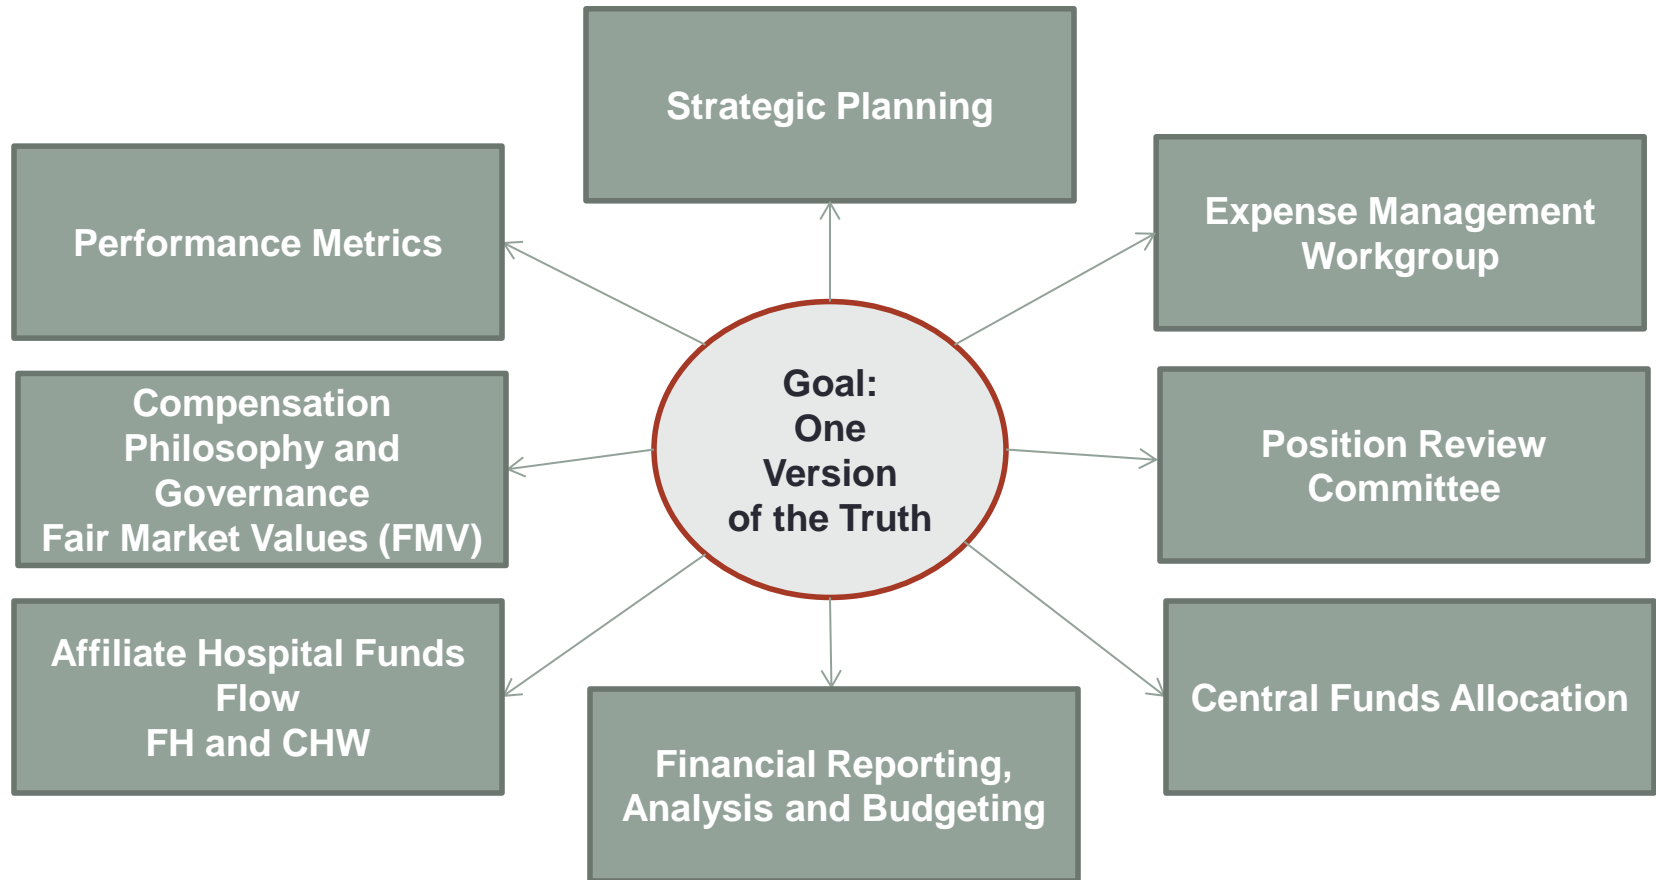 Strategic Planning
Performance Metrics
Expense Management
Workgroup
Goal:
One
Version
of the Truth
Compensation
Philosophy and
Governance
Fair Market Values (FMV)
Position Review
Committee
Affiliate Hospital Funds
Flow
FH and CHW
Central Funds Allocation
Financial Reporting,
Analysis and Budgeting